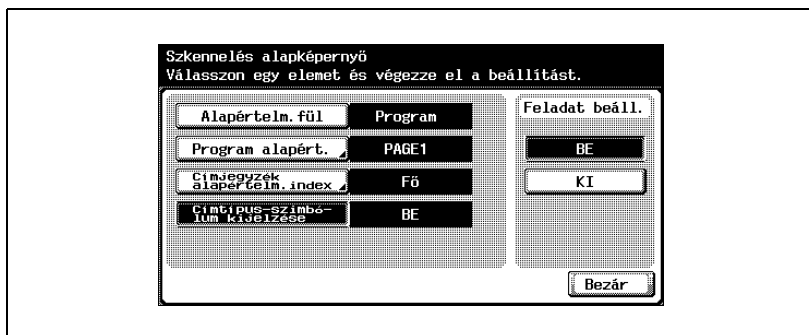 Szkennelés alapképernyő
Válasszon egy elemet és végezze el a beállítást.
Alapértelm.fül Program
Program alapért. PAGE1
Címjegyzék
alapértelm.index Fö
Címtípus-szimbó-
lum kijelzése BE
Feladat beáll.
BE
KI
Bezár